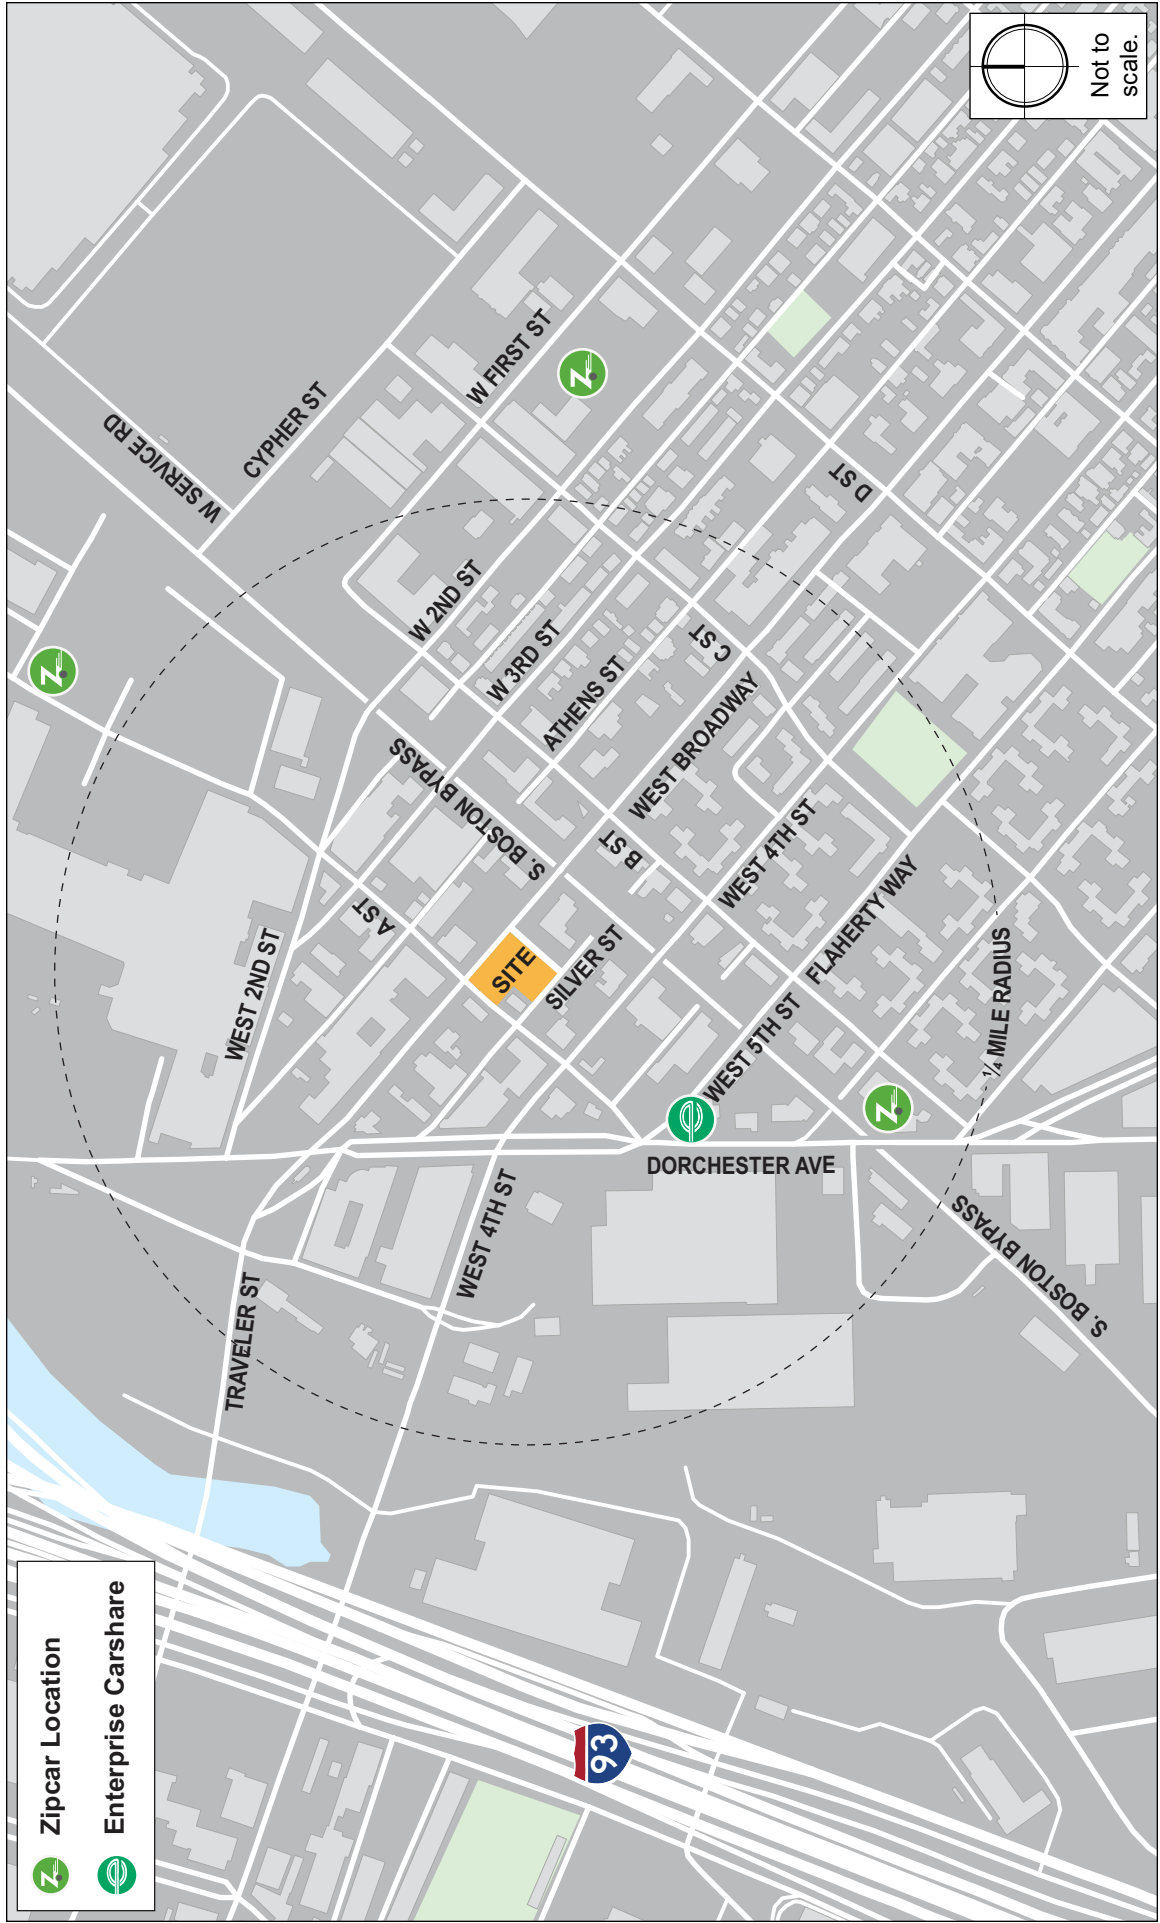 Zipcar Location
Enterprise Carshare
Not to
scale.
W SERVICE RD
CYPHER ST
W FIRST ST
W 2ND ST
W 3RD ST
ATHENS ST
C ST
D ST
S. BOSTON BYPASS
WEST BROADWAY
B ST
A ST
WEST 2ND ST
SITE
SILVER ST
WEST 4TH ST
FLAHERTY WAY
WEST 5TH ST
¼ MILE RADIUS
DORCHESTER AVE
TRAVELER ST
WEST 4TH ST
S. BOSTON BYPASS
93
Z
Z
Z
Z
e
e